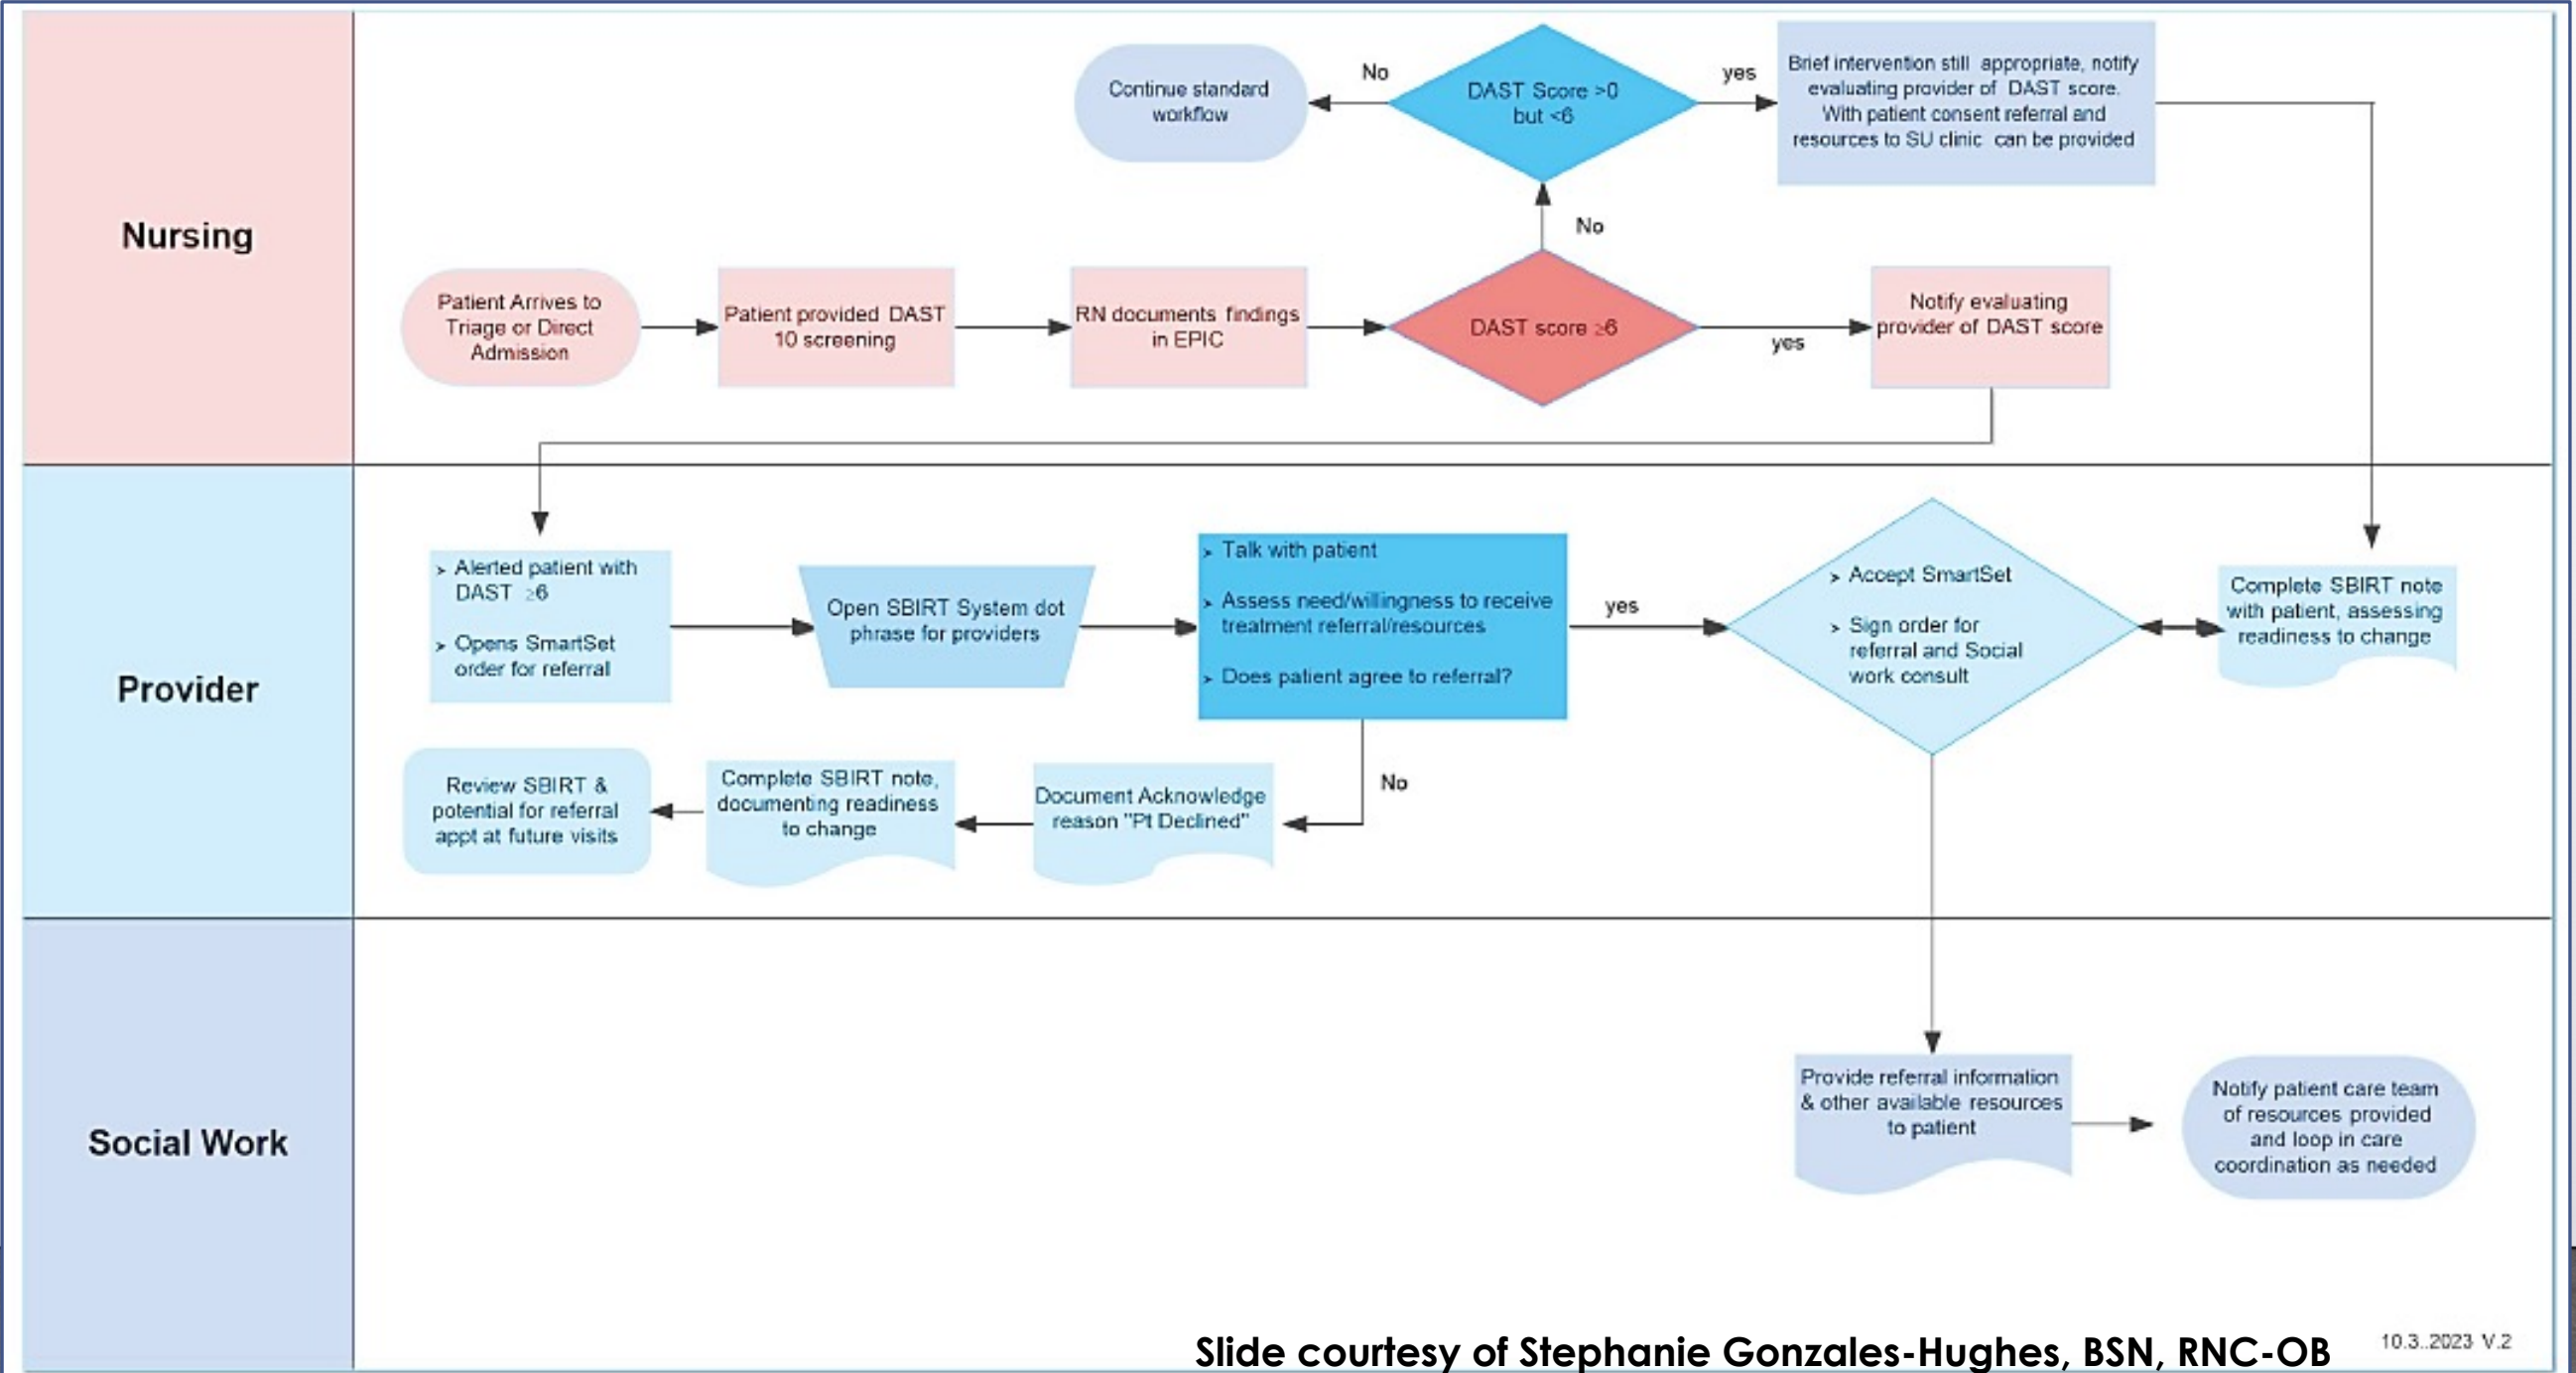 Nursing
Continue standard
workflow
No
DAST Score >0
but <6
yes
Brief intervention still appropriate, notify
evaluating provider of DAST score.
With patient consent referral and
resources to SU clinic can be provided
No
Patient Arrives to
Triage or Direct
Admission
Patient provided DAST
10 screening
RN documents findings
in EPIC
DAST score ≥6
yes
Notify evaluating
provider of DAST score
Provider
➢ Alerted patient with
DAST ≥6
➢ Opens SmartSet
order for referral
Open SBIRT System dot
phrase for providers
➢ Talk with patient
➢ Assess need/willingness to receive
treatment referral/resources
➢ Does patient agree to referral?
yes
➢ Accept SmartSet
➢ Sign order for
referral and Social
work consult
Complete SBIRT note
with patient, assessing
readiness to change
No
Document Acknowledge
reason "Pt Declined"
Complete SBIRT note,
documenting readiness
to change
Review SBIRT &
potential for referral
appt at future visits
Social Work
Provide referral information
& other available resources
to patient
Notify patient care team
of resources provided
and loop in care
coordination as needed
Slide courtesy of Stephanie Gonzales-Hughes, BSN, RNC-OB
10.3..2023 V.2